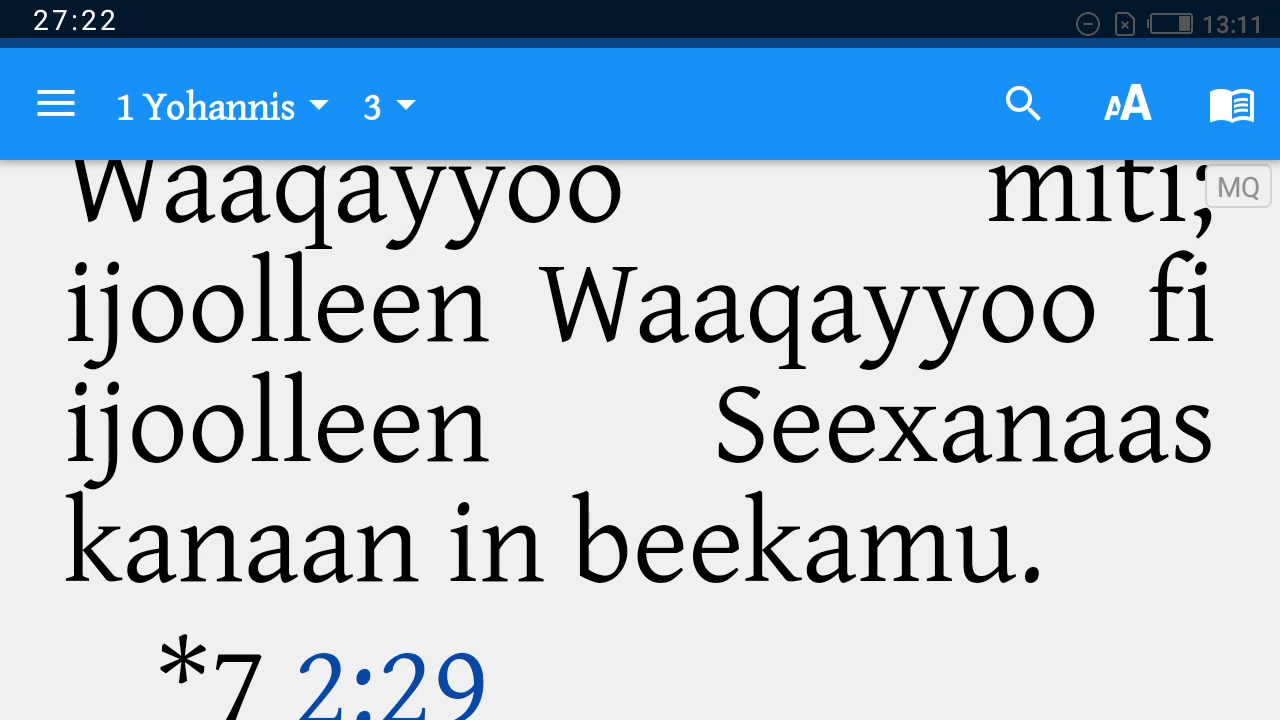 27:22
13:11
1 Yohannis 3
AA
MQ
Waaqayyoo miti;
ijoolleen Waaqayyoo fi
ijoolleen Seexanaas
kanaan in beekamu.
*7 2:29